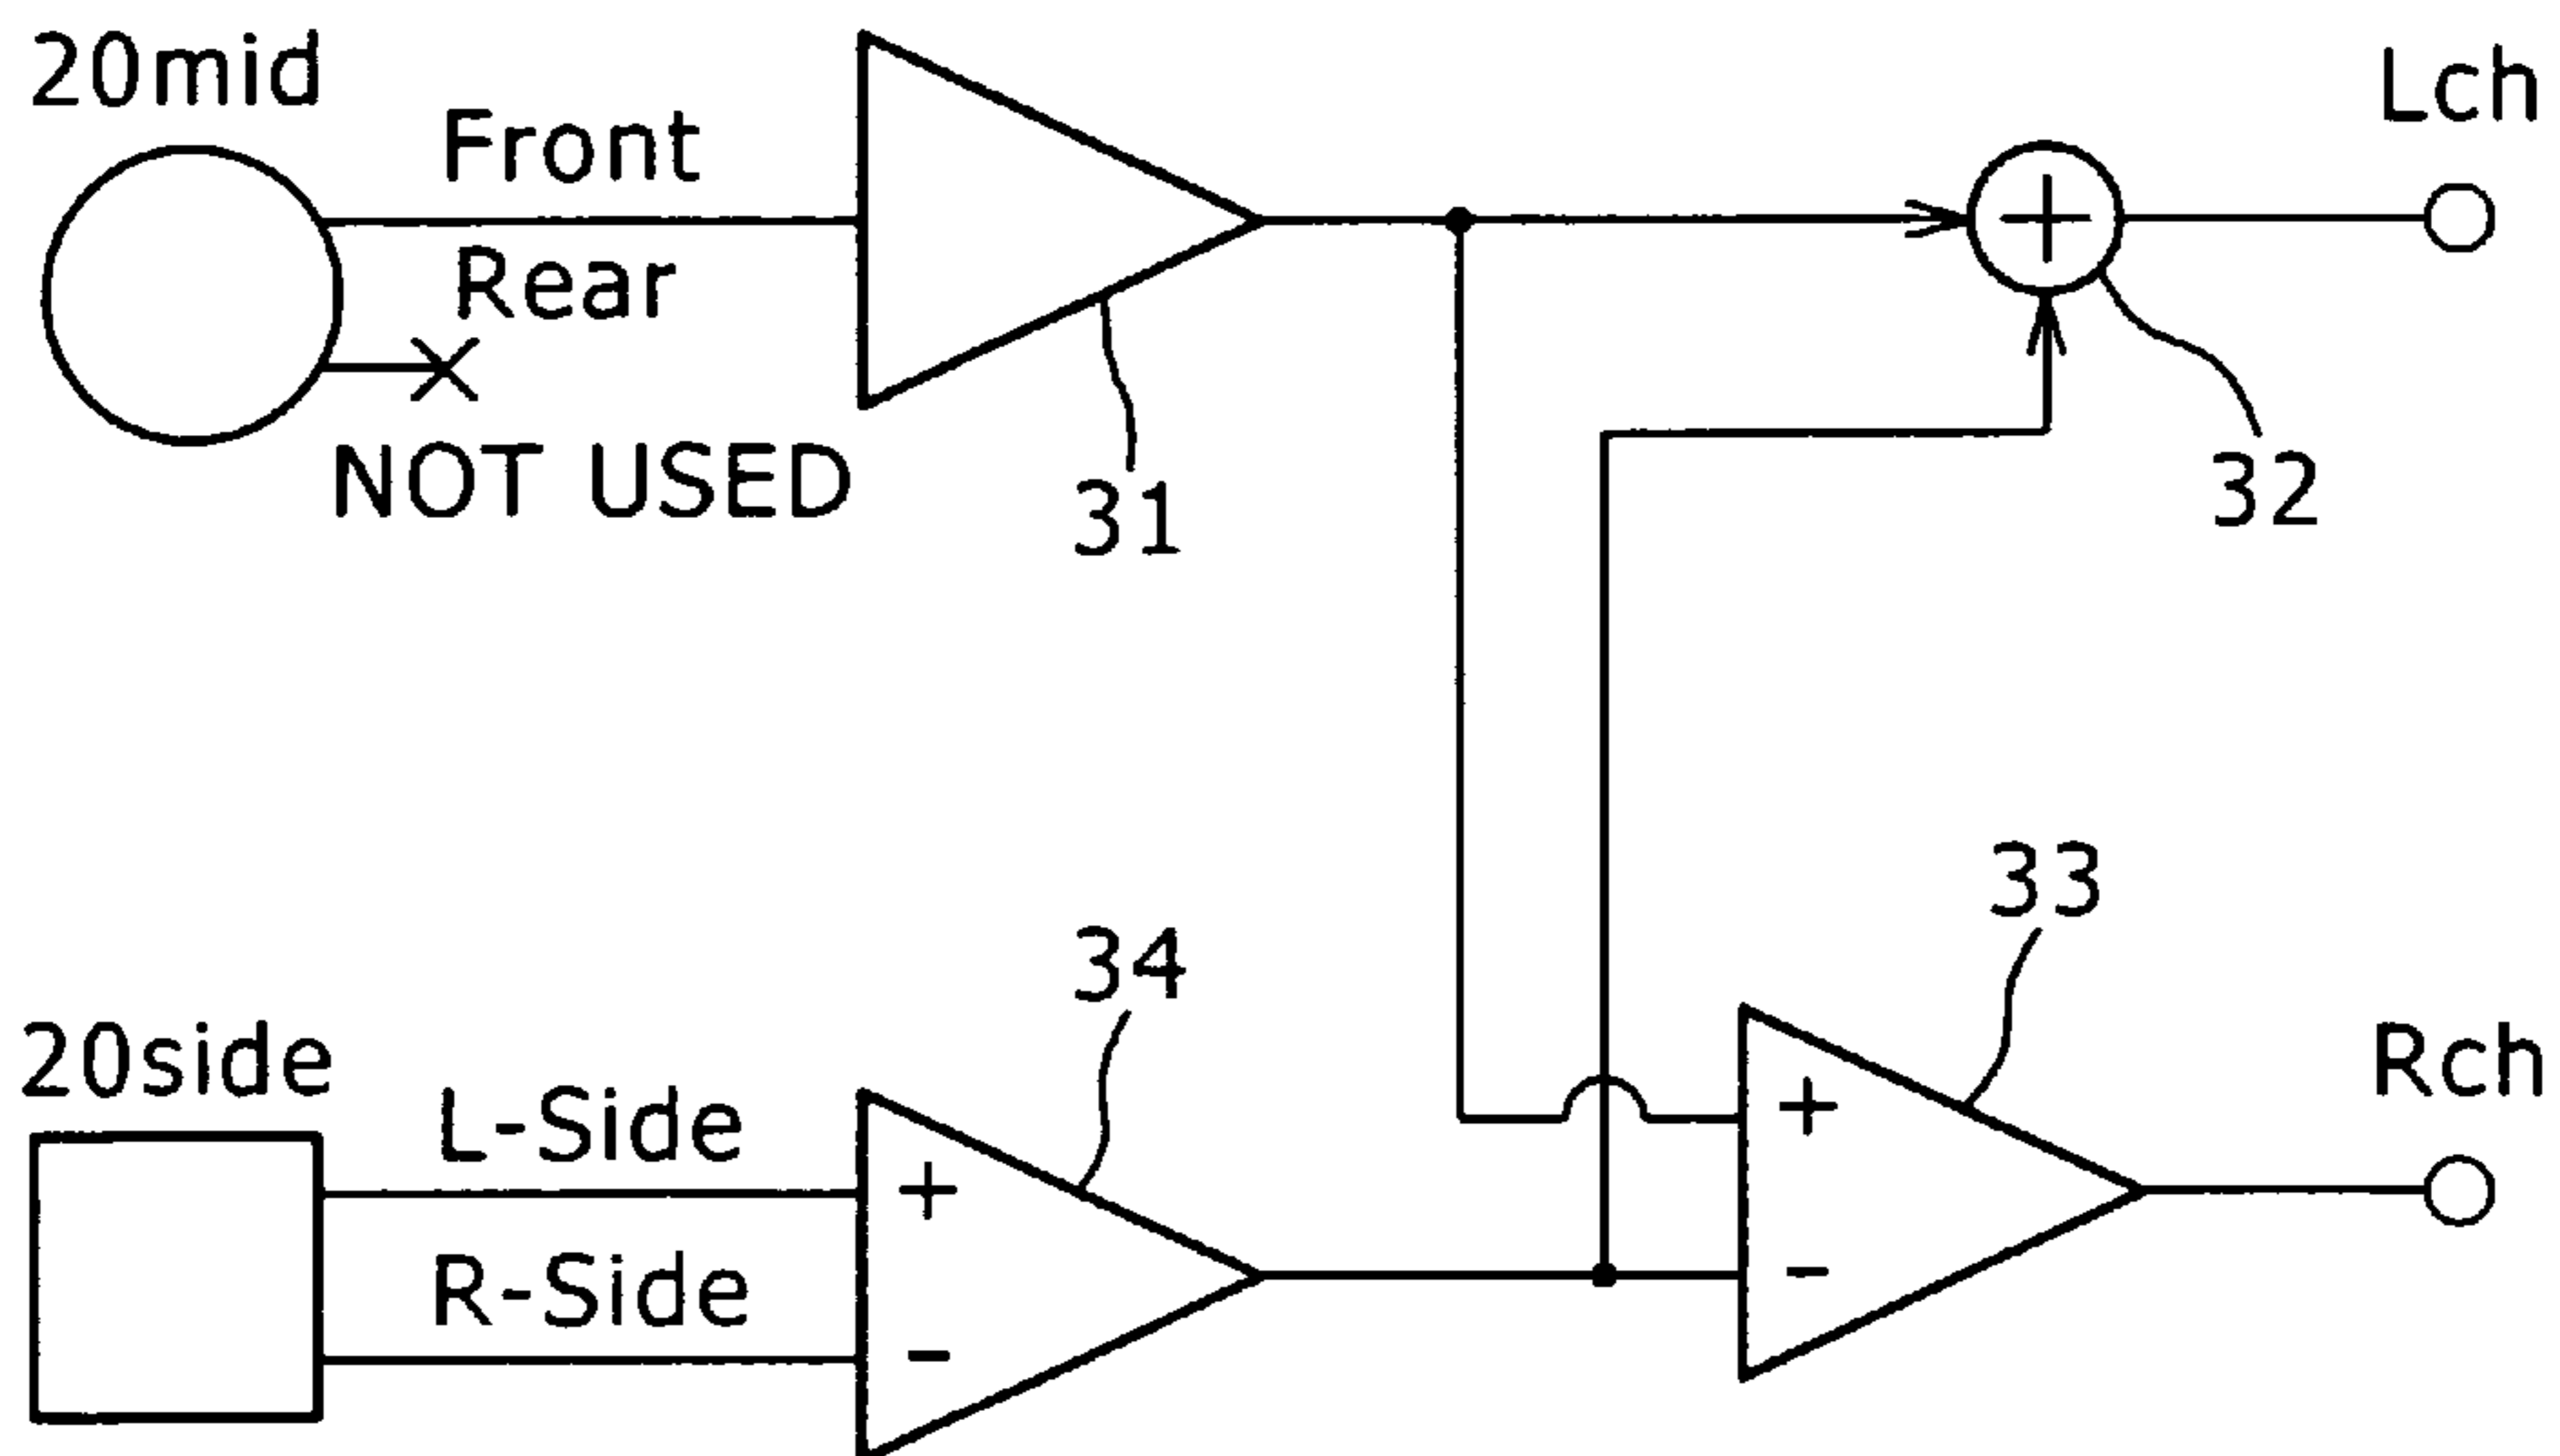 20mid
Front
Lch
Rear
NOT USED
31
32
33
34
20side
L-Side
Rch
+
+
R-Side
-
-